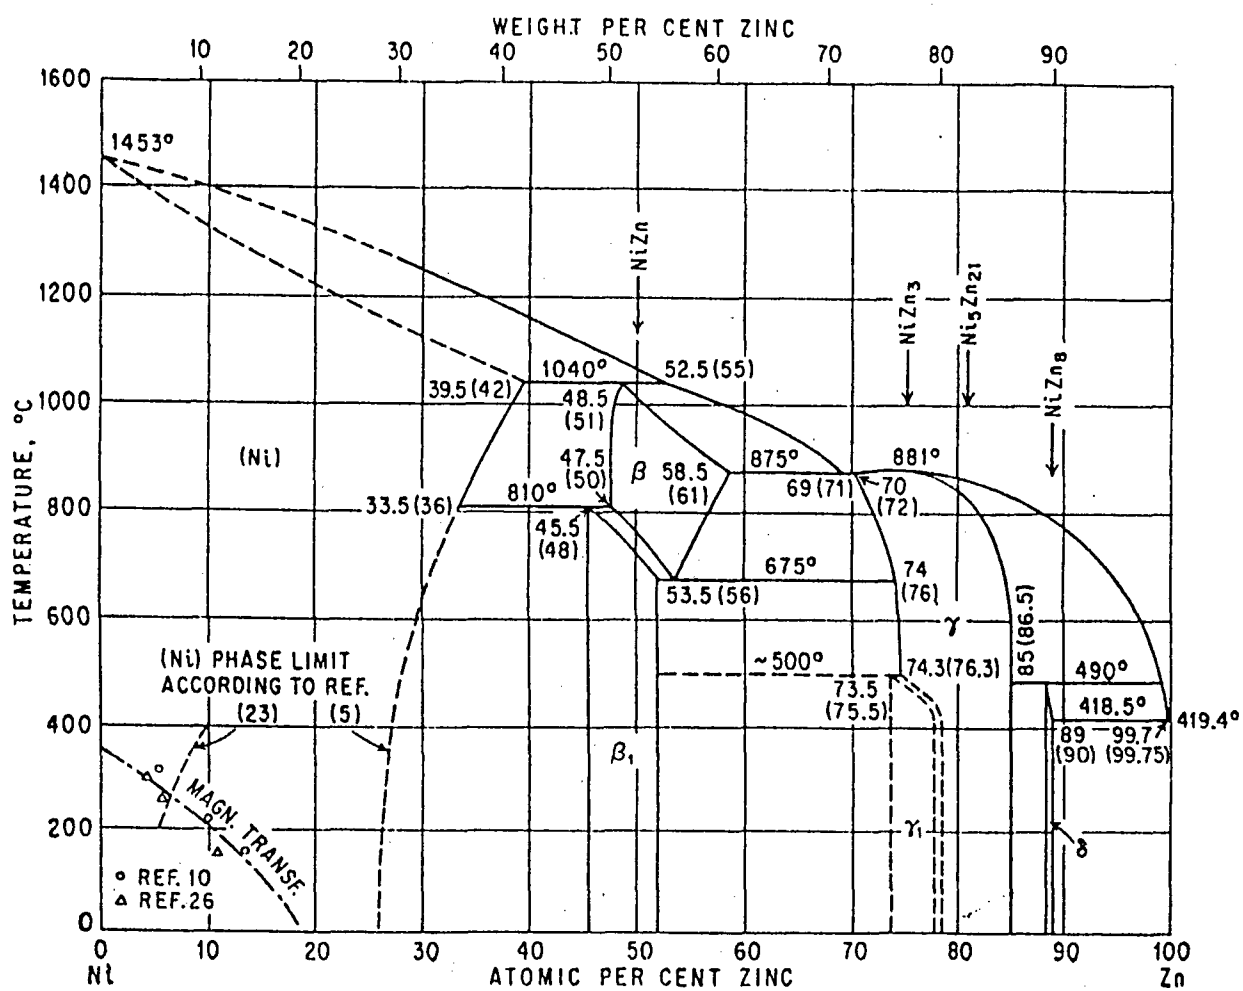 WEIGHT PER CENT ZINC
10 20 30 40 50 60 70 80 90
1600
1453°
1400
1200
1000
800
600
400
200
0
TEMPERATURE, °C
NiZn
NiZn3
Ni5Zn21
NiZn8
1040°
52.5 (55)
39.5 (42)
48.5
(51)
(Ni)
47.5
(50)
β
58.5
(61)
875°
881°
69 (71)
70
(72)
33.5 (36)
810°
45.5
(48)
675°
74
(76)
53.5 (56)
γ
85 (86.5)
(Ni) PHASE LIMIT
ACCORDING TO REF.
(23) (5)
~500°
74.3 (76.3)
73.5
(75.5)
490°
418.5°
419.4°
89 99.7
(90) (99.75)
β1
MAGN. TRANSF.
γ1
δ
REF. 10
REF. 26
0 10 20 30 40 50 60 70 80 90 100
Ni ATOMIC PER CENT ZINC Zn